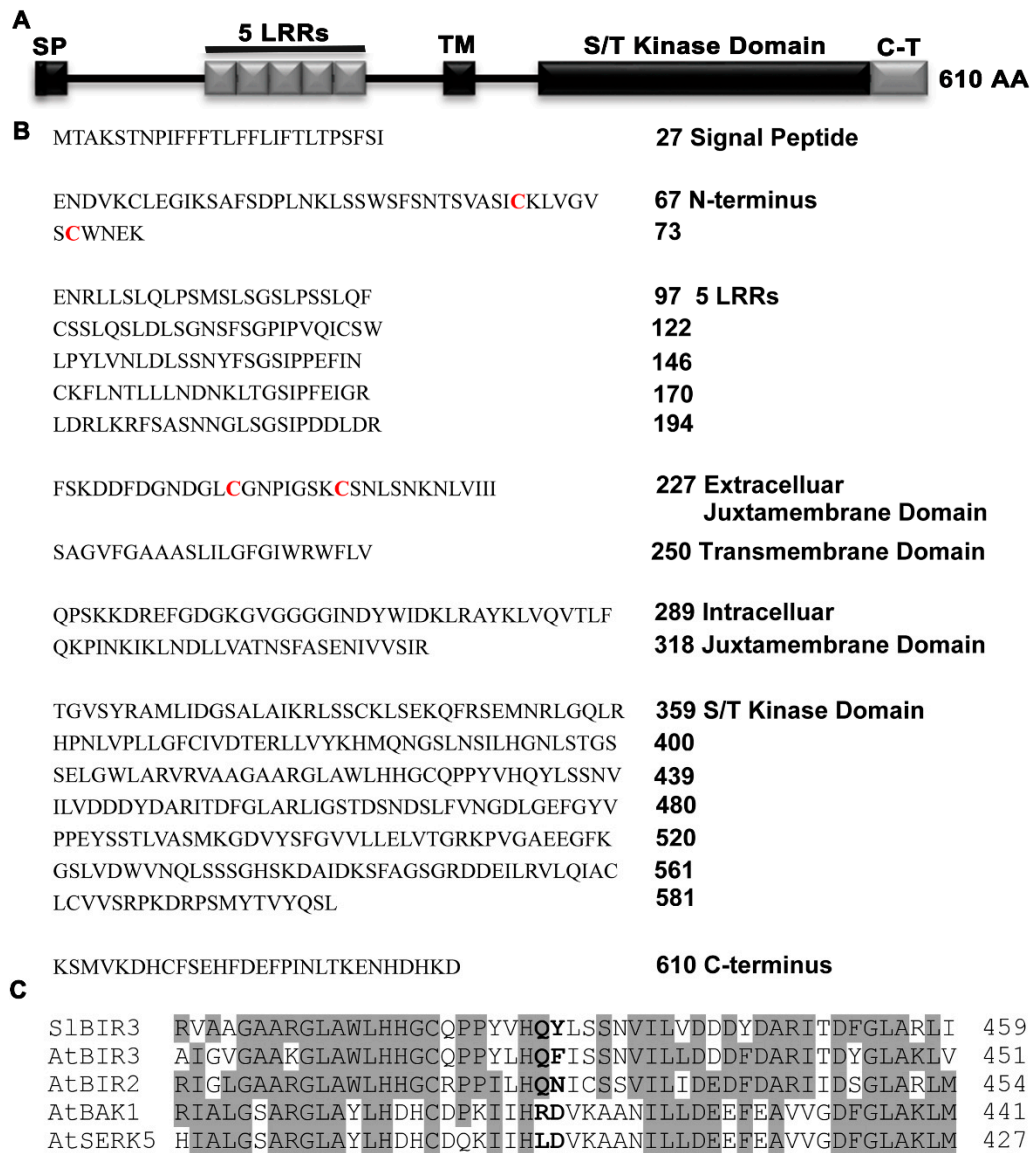 A
SP 5 LRRs TM S/T Kinase Domain C-T
610 AA
B
MTAKSTNPIFFFTLFFLIFTLTPSFSI 27 Signal Peptide
ENDVKCLEGIKSAFSDPLNKLSSWSFSNTSVASICKLVGV 67 N-terminus
SCWNEK 73
ENRLLSLQLPSMSLSGSLPSSLQF 97 5 LRRs
CSSLQSLDLSGNSFSGPIPVQICSW 122
LPYLVNLDLSSNYFSGSIPPEFIN 146
CKFLNTLLLNDNKLTGSIPFEIGR 170
LDRLKRFSASNNGLSGSIPDDLDR 194
FSKDDFDGNDGLCGNPIGSKCSNLSNKNLVIII 227 Extracelluar
Juxtamembrane Domain
SAGVFGAAASLILGFGIWRWFLV 250 Transmembrane Domain
QPSKKDREFGDGKGVGGGGINDYWIDKLRAYKLVQVTLF 289 Intracelluar
QKPINKIKLNDLLVATNSFASENIVVSIR 318 Juxtamembrane Domain
TGVSYRAMLIDGSALAIKRLSSCKLSEKQFRSEMNRLGQLR 359 S/T Kinase Domain
HPNLVPLLGFCIVDTERLLVYKHMQNGSLNSILHGNLSTGS 400
SELGWLARVRVAAGAARGLAWLHHGCQPPYVHQYLSSNV 439
ILVDDDYDARITDFGLARLIGSTDSNDSLFVNGDLGEFGYV 480
PPEYSSTLVASMKGDVYSFGVVLLELVTGRKPVGAEEGFK 520
GSLVDWVNQLSSSGHSKDAIDKSFAGSGRDDEILRVLQIAC 561
LCVVSRPKDRPSMYTVYQSL 581
KSMVKDHCFSEHFDEFPINLTKENHDHKD 610 C-terminus
C
SlBIR3 RVAAGAARGLAWLHHGCQPPYVHQYLSSNVILVDDDYDARITDFGLARLI 459
AtBIR3 AIGVGAAKGLAWLHHGCQPPYLHQFISSNVILLDDDFDARITDYGLAKLV 451
AtBIR2 RIGLGAARGLAWLHHGCRPPILHQNICSSVILIDEDFDARIIDSGLARLM 454
AtBAK1 RIALGSARGLAYLHDHCDPKIIHRDVKAANILLDEEFEAVVGDFGLAKLM 441
AtSERK5 HIALGSARGLAYLHDHCDQKIIHLDVKAANILLDEEFEAVVGDFGLAKLM 427